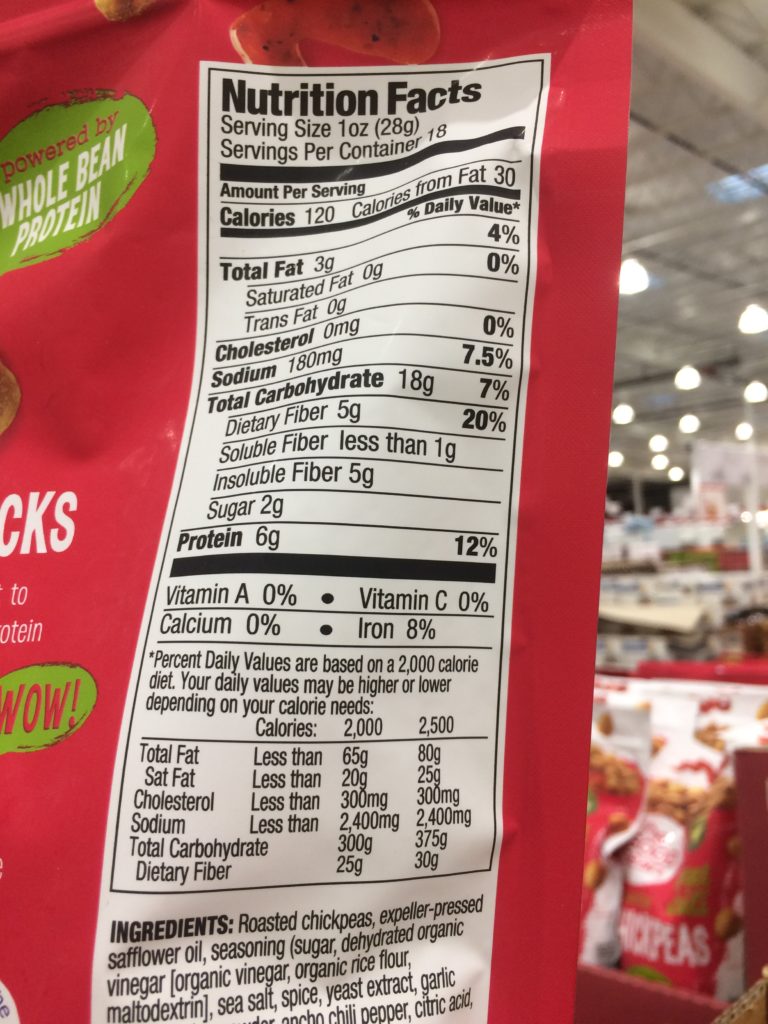 powered by
WHOLE BEAN
PROTEIN
CKS
to
otein
WOW!
Nutrition Facts
Serving Size 1oz (28g)
Servings Per Container 18
Amount Per Serving
Calories 120 Calories from Fat 30
% Daily Value*
Total Fat 3g 4%
Saturated Fat 0g 0%
Trans Fat 0g
Cholesterol 0mg 0%
Sodium 180mg 7.5%
Total Carbohydrate 18g 7%
Dietary Fiber 5g 20%
Soluble Fiber less than 1g
Insoluble Fiber 5g
Sugar 2g
Protein 6g 12%
Vitamin A 0% • Vitamin C 0%
Calcium 0% • Iron 8%
*Percent Daily Values are based on a 2,000 calorie
diet. Your daily values may be higher or lower
depending on your calorie needs:
Calories: 2,000 2,500
Total Fat Less than 65g 80g
Sat Fat Less than 20g 25g
Cholesterol Less than 300mg 300mg
Sodium Less than 2,400mg 2,400mg
Total Carbohydrate 300g 375g
Dietary Fiber 25g 30g
INGREDIENTS: Roasted chickpeas, expeller-pressed
safflower oil, seasoning (sugar, dehydrated organic
vinegar [organic vinegar, organic rice flour,
maltodextrin], sea salt, spice, yeast extract, garlic
ancho chili pepper, citric acid,
HICKPEAS